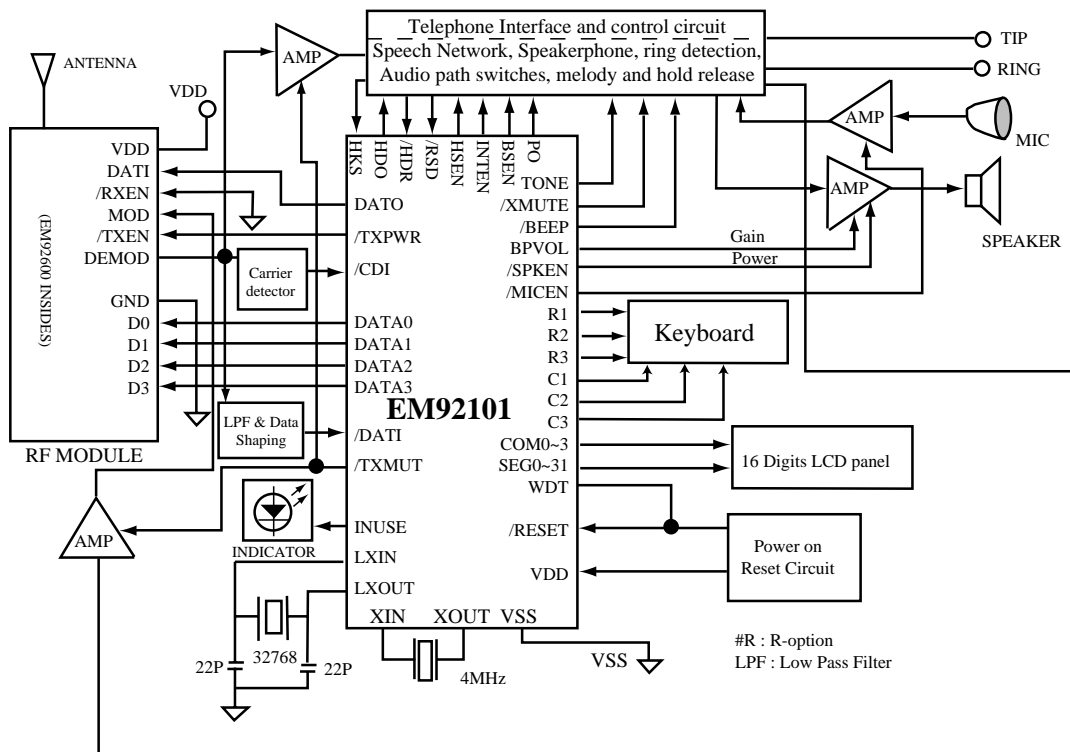 Telephone Interface and control circuit
Speech Network, Speakerphone, ring detection,
Audio path switches, melody and hold release
TIP
RING
ANTENNA
VDD
AMP
AMP
MIC
AMP
SPEAKER
RF MODULE
(EM92600 INSIDES)
VDD
DATI
/RXEN
MOD
/TXEN
DEMOD
GND
D0
D1
D2
D3
Carrier
detector
LPF & Data
Shaping
AMP
INDICATOR
HKS
HDO
/HDR
/RSD
HSEN
INTEN
BSEN
PO
DATO
/TXPWR
/CDI
DATA0
DATA1
DATA2
DATA3
EM92101
/DATI
/TXMUT
INUSE
LXIN
LXOUT
XIN
XOUT
VSS
TONE
/XMUTE
/BEEP
BPVOL
/SPKEN
/MICEN
R1
R2
R3
C1
C2
C3
COM0~3
SEG0~31
WDT
/RESET
VDD
Gain
Power
Keyboard
16 Digits LCD panel
Power on
Reset Circuit
32768
22P
22P
4MHz
VSS
#R : R-option
LPF : Low Pass Filter